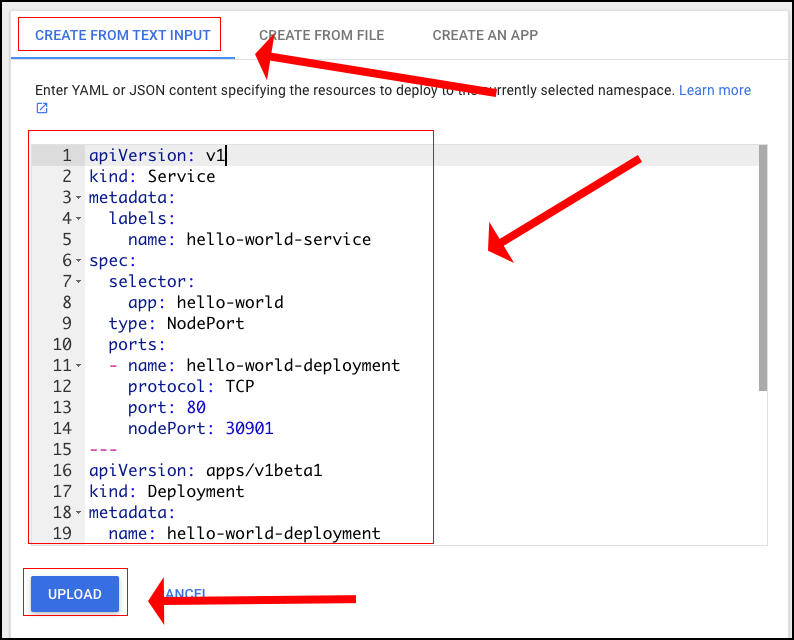 CREATE FROM TEXT INPUT CREATE FROM FILE CREATE AN APP
Enter YAML or JSON content specifying the resources to deploy to the currently selected namespace. Learn more
1 apiVersion: v1
2 kind: Service
3 metadata:
4   labels:
5     name: hello-world-service
6 spec:
7   selector:
8     app: hello-world
9   type: NodePort
10   ports:
11   - name: hello-world-deployment
12     protocol: TCP
13     port: 80
14     nodePort: 30901
15 ---
16 apiVersion: apps/v1beta1
17 kind: Deployment
18 metadata:
19   name: hello-world-deployment
UPLOAD CANCEL